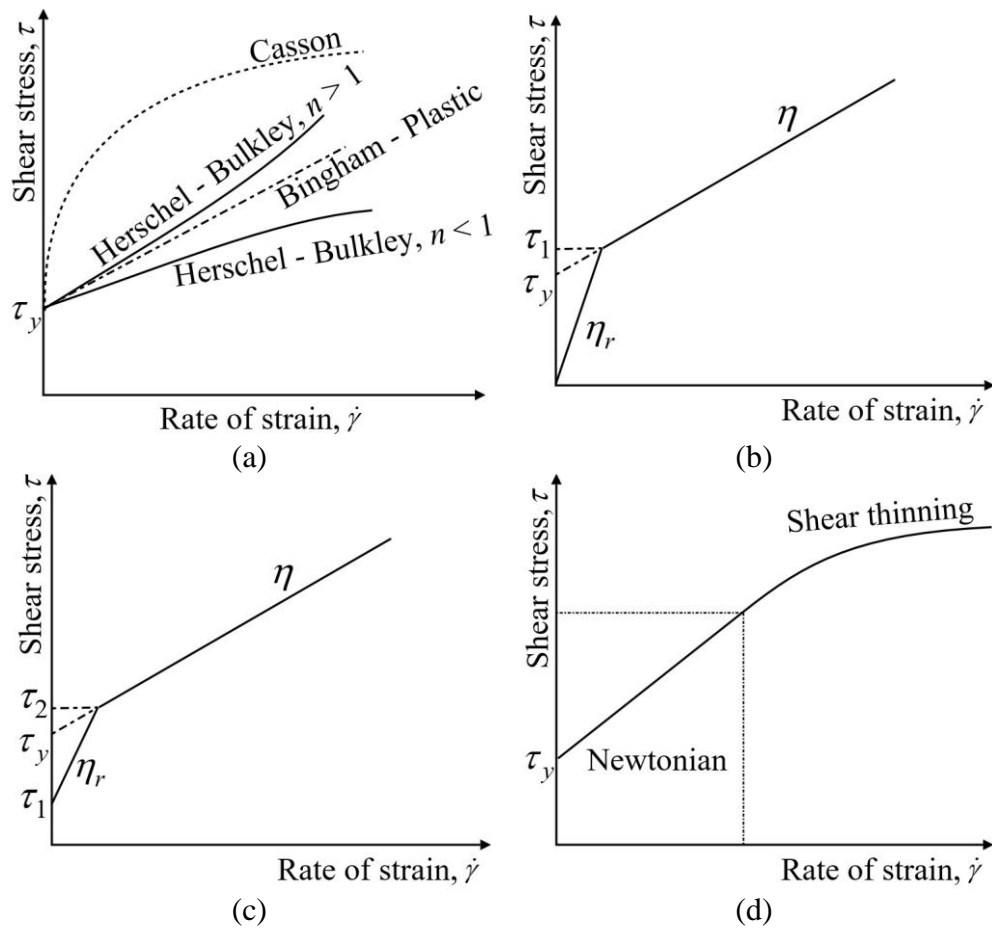 Shear stress, τ
Casson
Herschel - Bulkley, n > 1
Bingham - Plastic
Herschel - Bulkley, n < 1
τy
Rate of strain, γ̇
(a)
Shear stress, τ
η
τ1
τy
ηr
Rate of strain, γ̇
(b)
Shear stress, τ
η
τ2
τy
ηr
τ1
Rate of strain, γ̇
(c)
Shear stress, τ
Shear thinning
τy
Newtonian
Rate of strain, γ̇
(d)